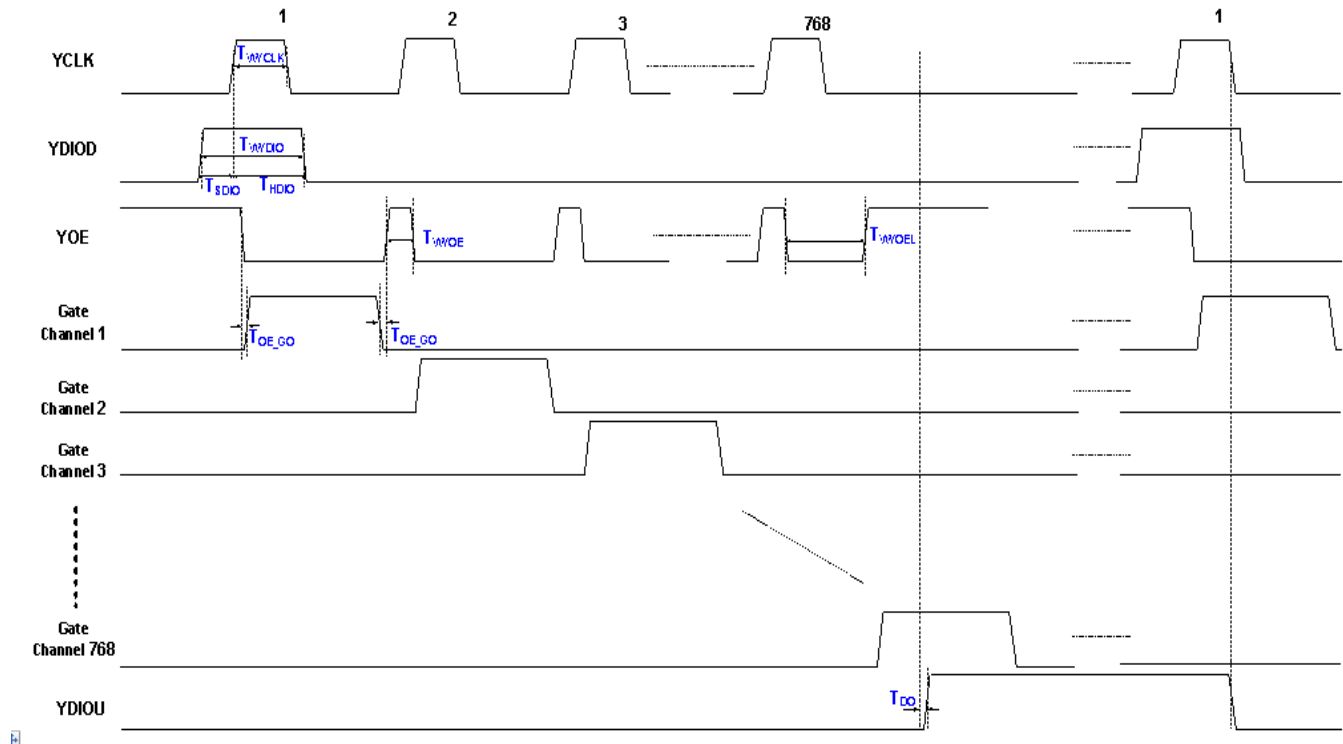 1 2 3 768 1
YCLK
TWYCLK
YDIOD
TWYDIO
TSDIO THDIO
YOE
TWYOE
TWYOEL
Gate
Channel 1
TOE_GO
TOE_GO
Gate
Channel 2
Gate
Channel 3
Gate
Channel 768
YDIOU
TDO